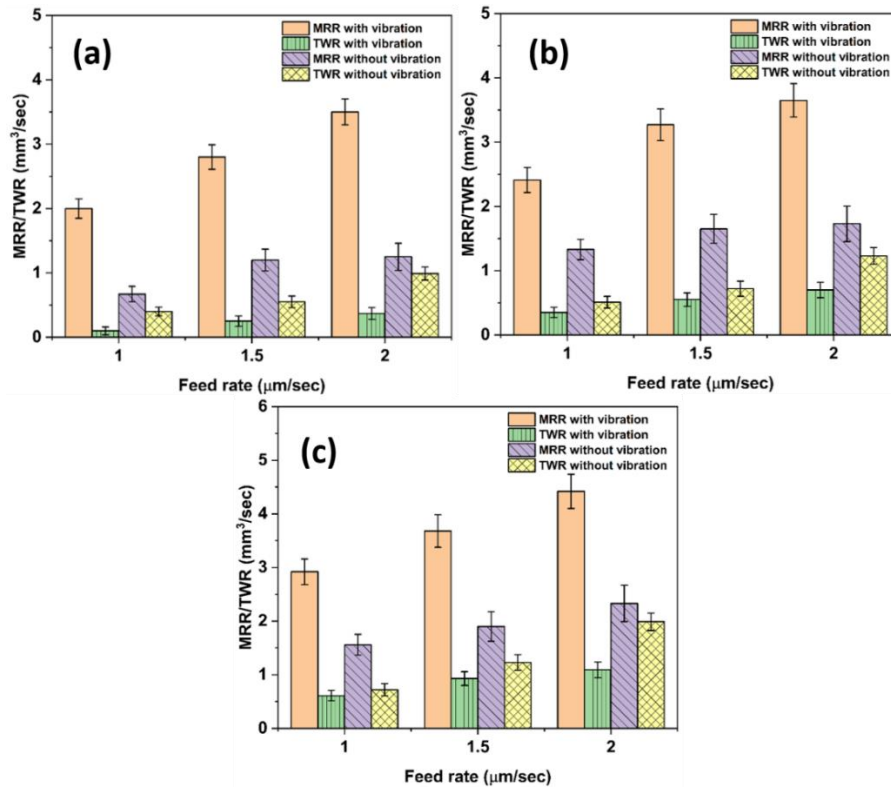 (a)
MRR with vibration
TWR with vibration
MRR without vibration
TWR without vibration
MRR/TWR (mm³/sec)
5
4
3
2
1
0
1 1.5 2
Feed rate (μm/sec)
(b)
MRR with vibration
TWR with vibration
MRR without vibration
TWR without vibration
MRR/TWR (mm³/sec)
5
4
3
2
1
0
1 1.5 2
Feed rate (μm/sec)
(c)
MRR with vibration
TWR with vibration
MRR without vibration
TWR without vibration
MRR/TWR (mm³/sec)
6
5
4
3
2
1
0
1 1.5 2
Feed rate (μm/sec)